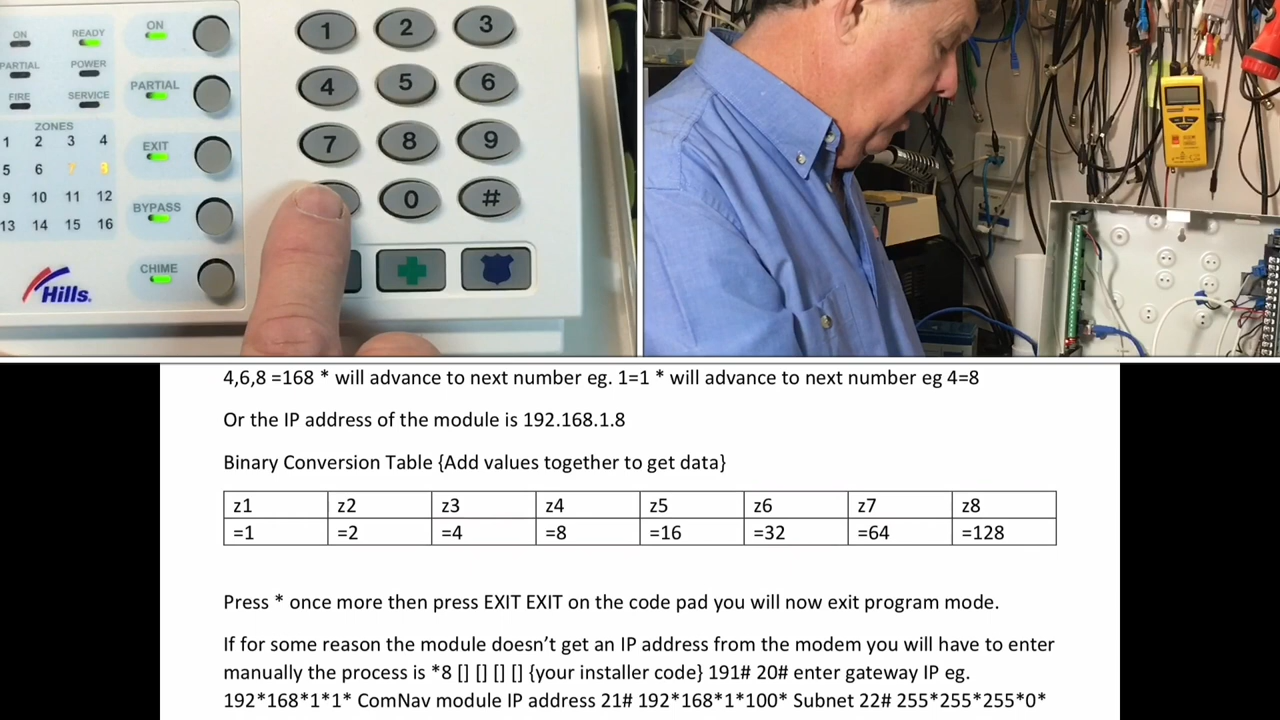 ON
ON READY
PARTIAL POWER
PARTIAL
FIRE SERVICE
ZONES
1 2 3 4
EXIT
5 6 7 8
9 10 11 12
BYPASS
13 14 15 16
CHIME
Hills.
1 2 3
4 5 6
7 8 9
0 #
4,6,8 =168 * will advance to next number eg. 1=1 * will advance to next number eg 4=8
Or the IP address of the module is 192.168.1.8
Binary Conversion Table {Add values together to get data}
z1 z2 z3 z4 z5 z6 z7 z8
=1 =2 =4 =8 =16 =32 =64 =128
Press * once more then press EXIT EXIT on the code pad you will now exit program mode.
If for some reason the module doesn’t get an IP address from the modem you will have to enter
manually the process is *8 [] [] [] [] {your installer code} 191# 20# enter gateway IP eg.
192*168*1*1* ComNav module IP address 21# 192*168*1*100* Subnet 22# 255*255*255*0*